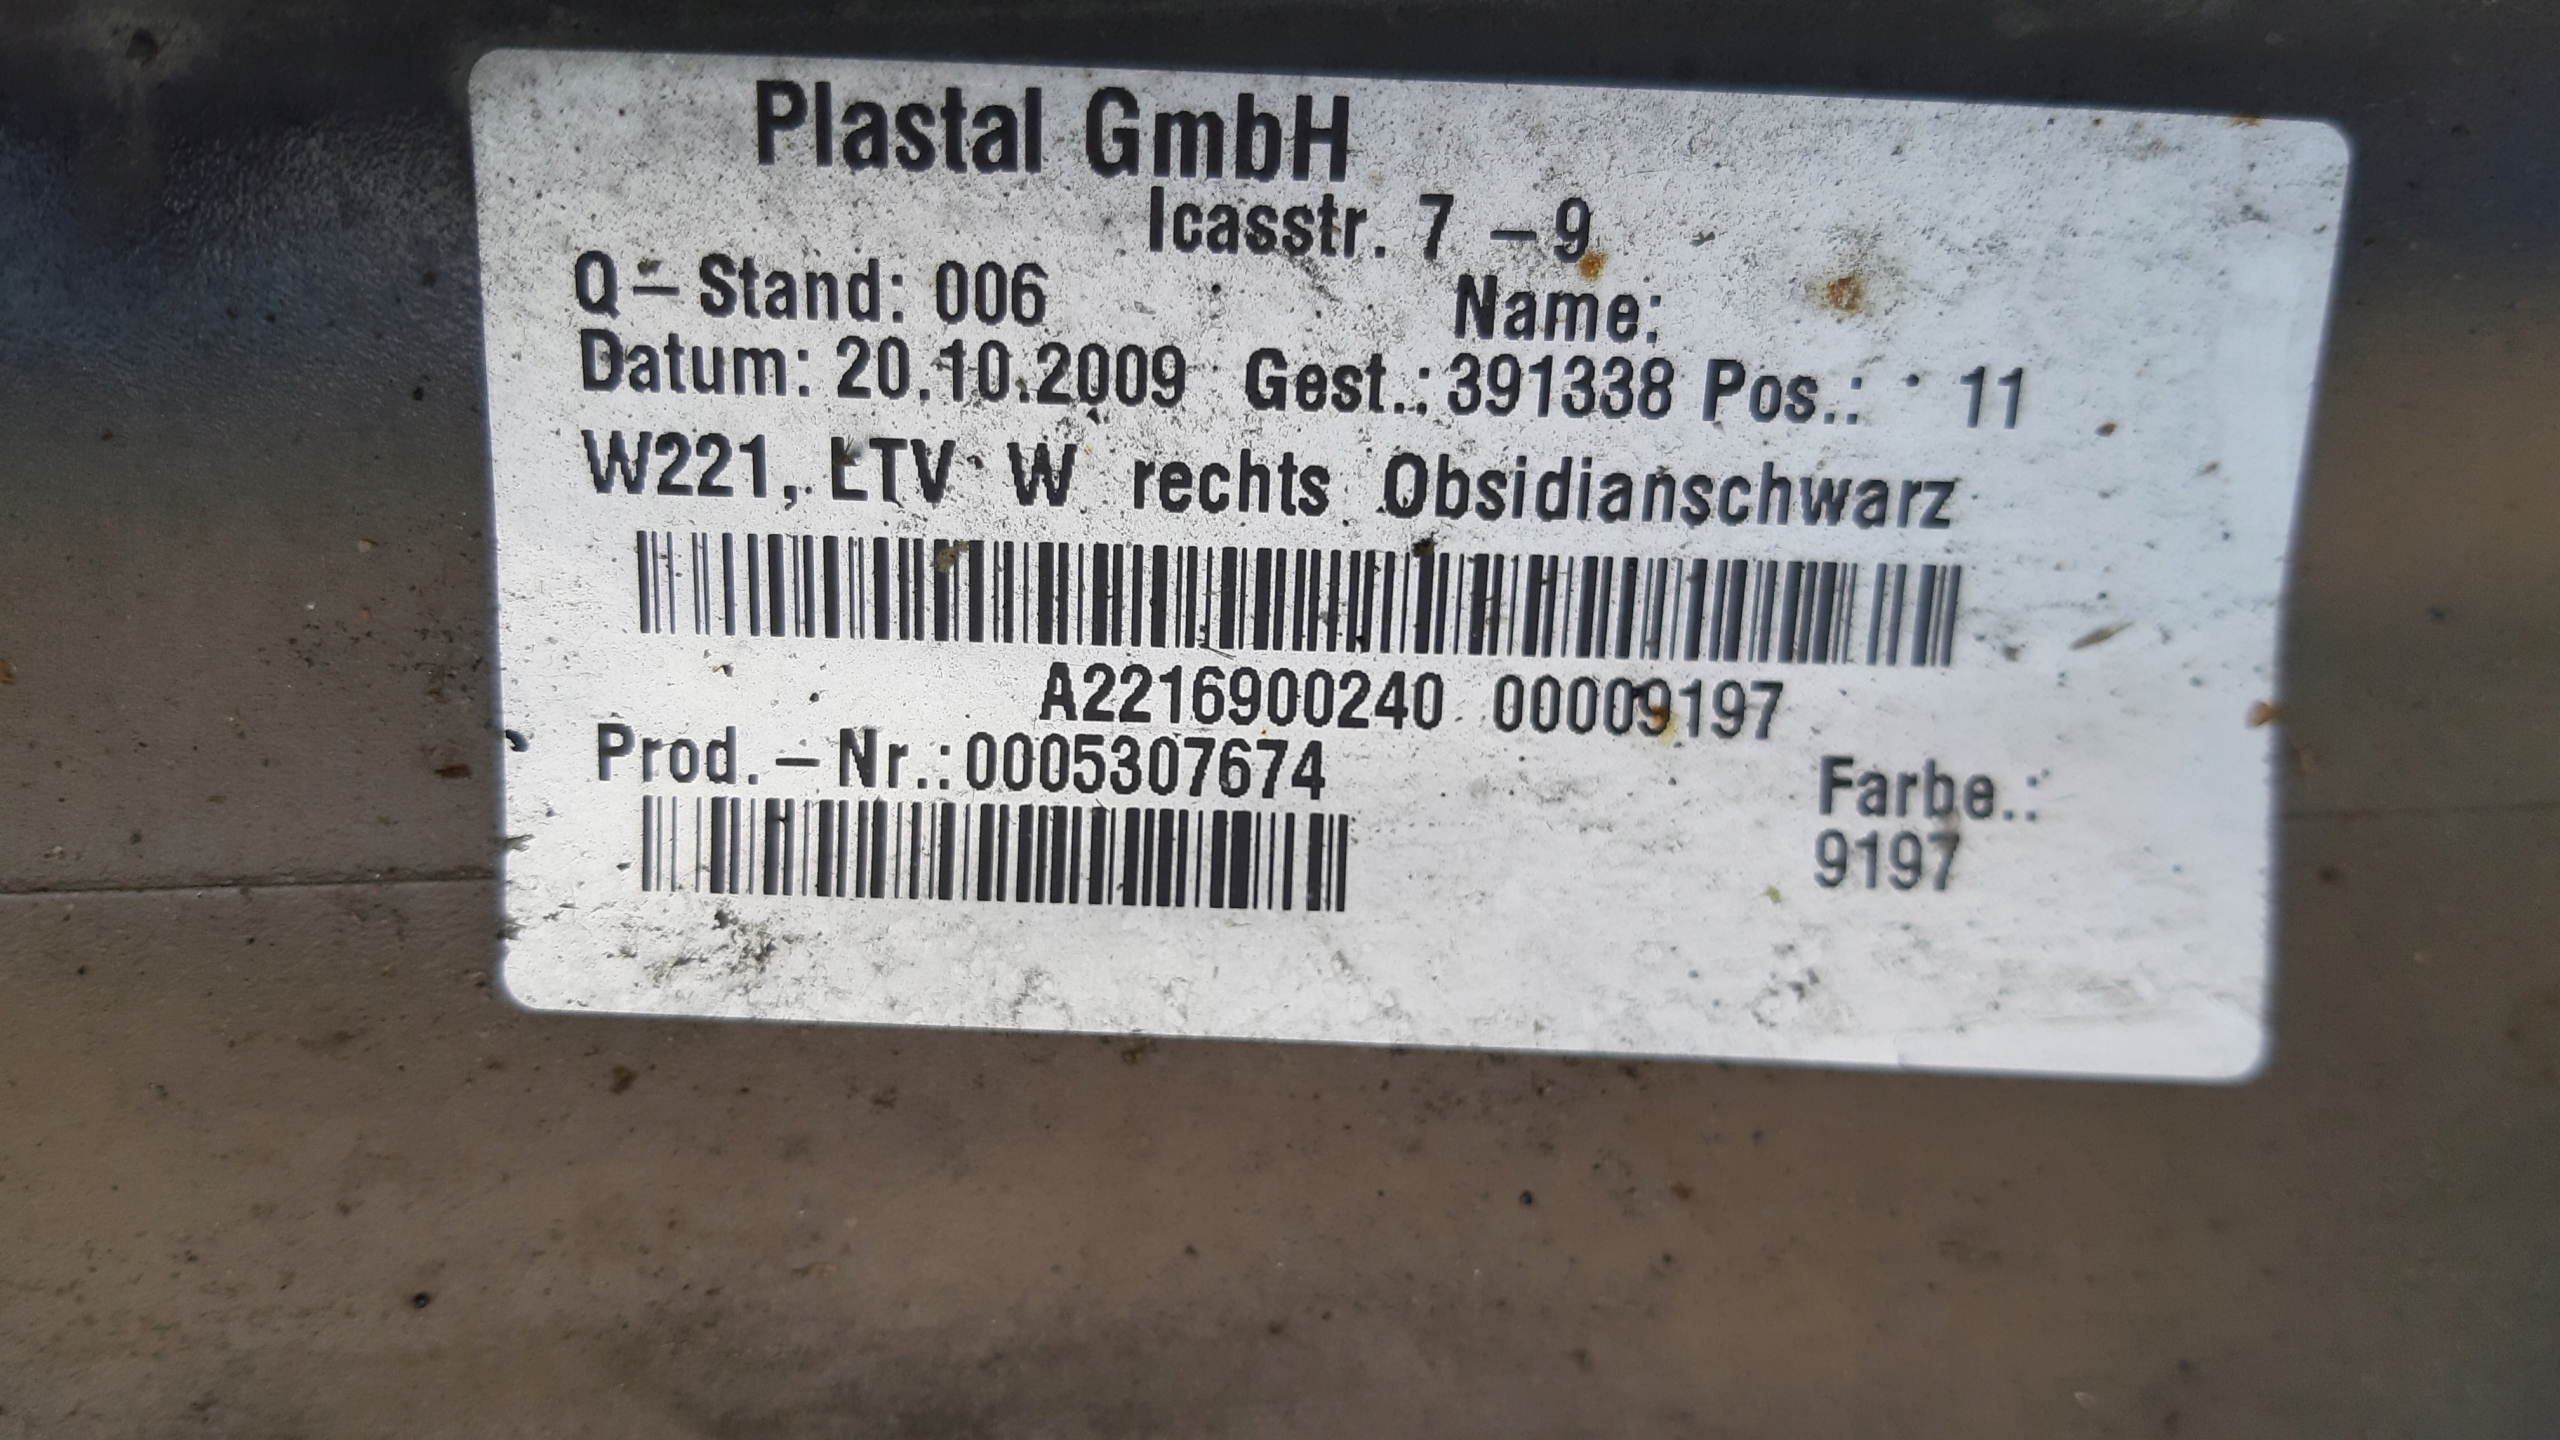 Plastal GmbH
Icasstr. 7 -9
Q-Stand: 006 Name:
Datum: 20.10.2009 Gest.: 391338 Pos.: 11
W221, LTV W rechts Obsidianschwarz
A2216900240 00009197
Prod.-Nr.:0005307674
Farbe.:
9197